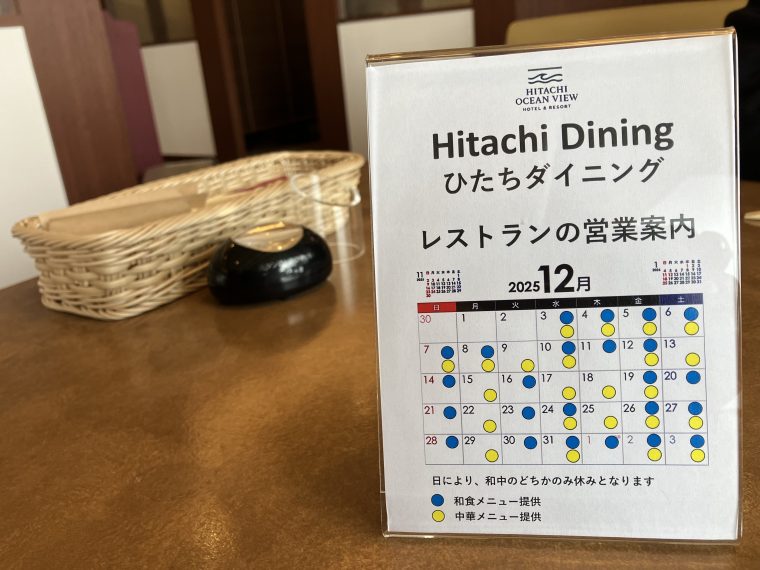 HITACHI
OCEAN VIEW
HOTEL & RESORT
Hitachi Dining
ひたちダイニング
レストランの営業案内
11
2025 12月
1
日 月 火 水 木 金 土
30 1 2 3 4 5 6
7 8 9 10 11 12 13
14 15 16 17 18 19 20
21 22 23 24 25 26 27
28 29 30 31 1 2 3
日により、和中のどちかのみ休みとなります
和食メニュー提供
中華メニュー提供